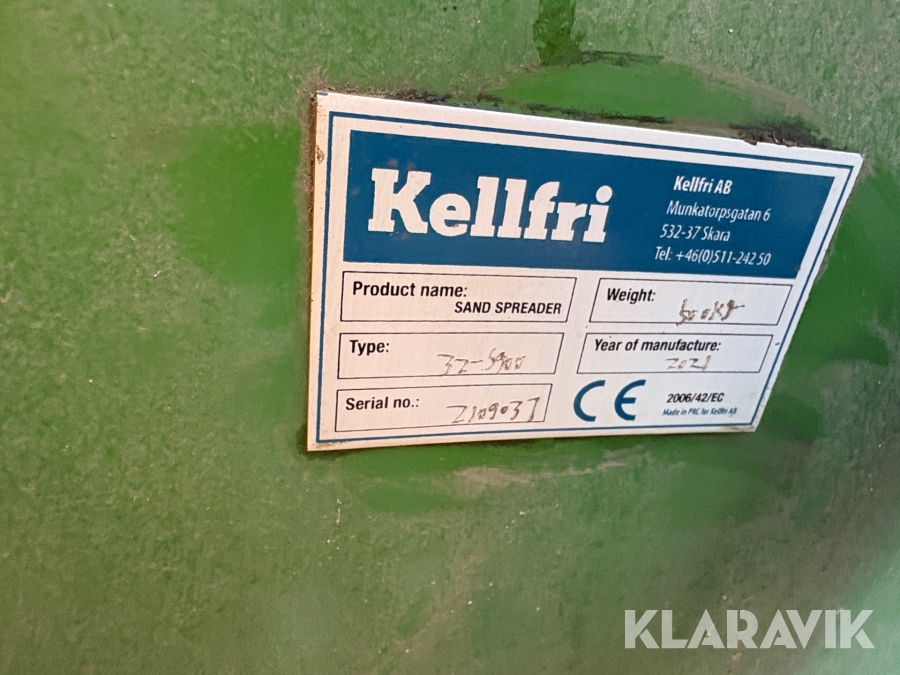 Kellfri
Kellfri AB
Munkatorpsgatan 6
532-37 Skara
Tel: +46(0)511-242 50
Product name:
SAND SPREADER
Weight:
Type:
Year of manufacture:
2021
Serial no.:
2109037
CE
2006/42/EC
Made in PRC for Kellfri AB
KLARAVIK